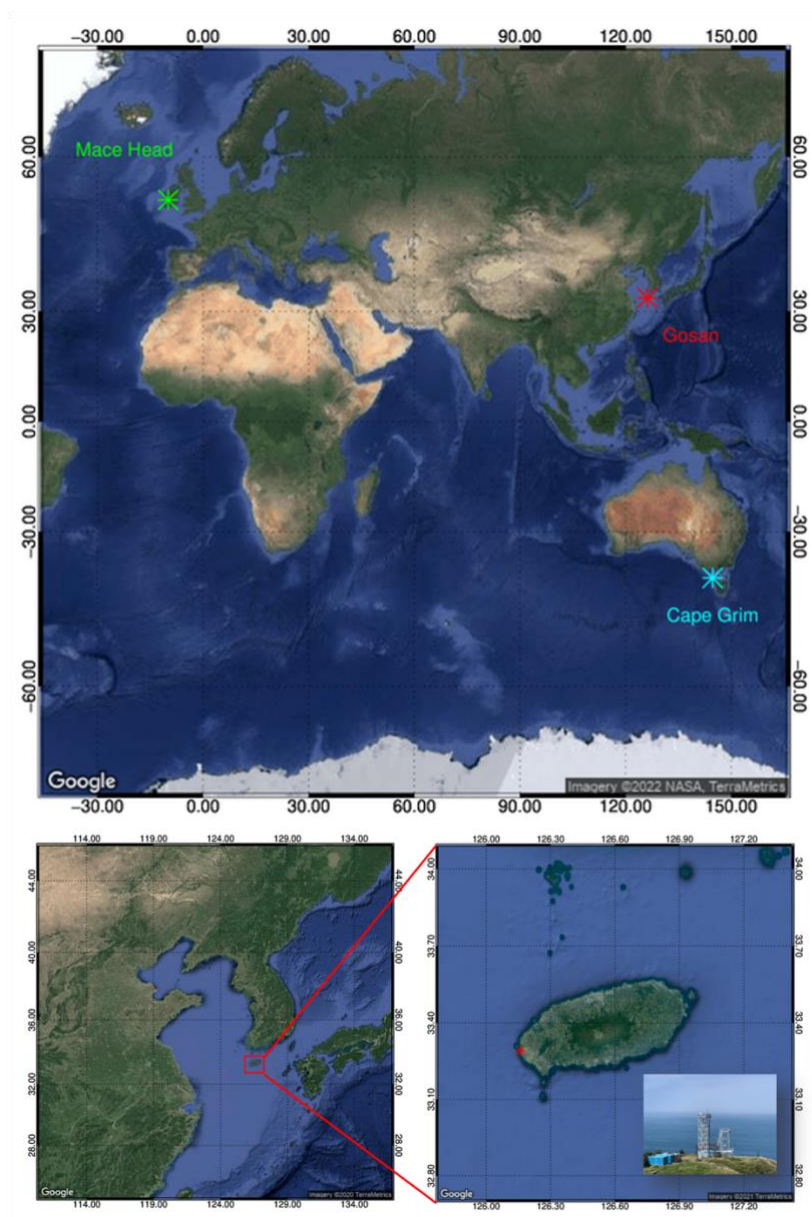 −30.00 0.00 30.00 60.00 90.00 120.00 150.00
60.00 60.00
Mace Head
30.00 30.00
Gosan
0.00 0.00
−30.00 −30.00
Cape Grim
−60.00 −60.00
Google Imagery ©2022 NASA, TerraMetrics
−30.00 0.00 30.00 60.00 90.00 120.00 150.00
114.00 119.00 124.00 129.00 134.00
44.00 44.00
40.00 40.00
36.00 36.00
32.00 32.00
28.00 28.00
Google Imagery ©2020 TerraMetrics
114.00 119.00 124.00 129.00 134.00
126.00 126.30 126.60 126.90 127.20
34.00 34.00
33.70 33.70
33.40 33.40
33.10 33.10
32.80 32.80
Google Imagery ©2021 TerraMetrics
126.00 126.30 126.60 126.90 127.20